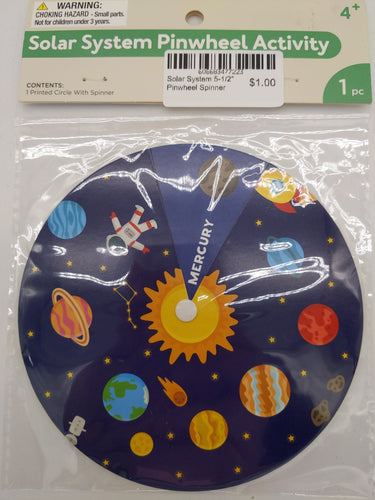 WARNING:
CHOKING HAZARD - Small parts.
Not for children under 3 years.
4+
Solar System Pinwheel Activity
CONTENTS:
1 Printed Circle With Spinner
606683477223
Solar System 5-1/2"
Pinwheel Spinner
$1.00
1 pc
MERCURY